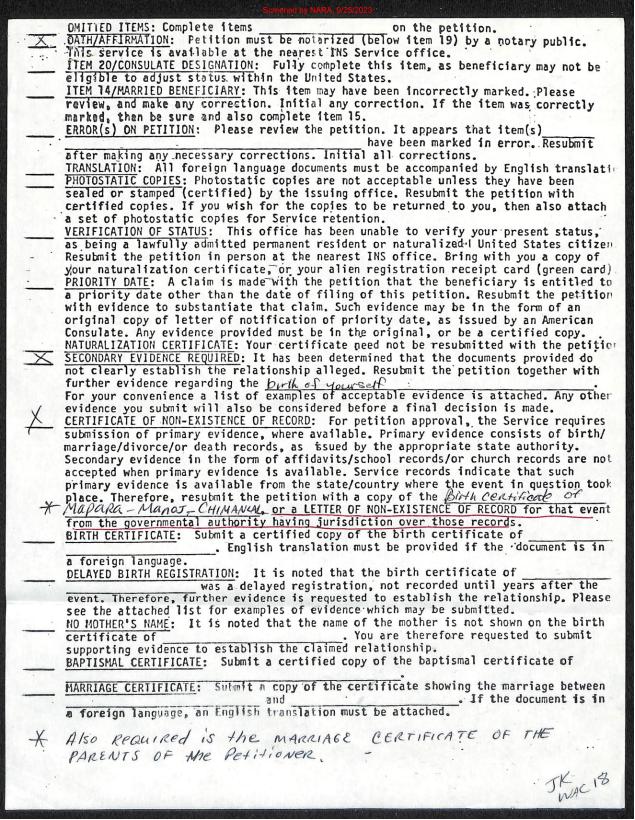 Scanned by NARA, 9/25/2023
OMITTED ITEMS: Complete items on the petition.
X OATH/AFFIRMATION: Petition must be notarized (below item 19) by a notary public.
This service is available at the nearest INS Service office.
ITEM 20/CONSULATE DESIGNATION: Fully complete this item, as beneficiary may not be
eligible to adjust status within the United States.
ITEM 14/MARRIED BENEFICIARY: This item may have been incorrectly marked. Please
review, and make any correction. Initial any correction. If the item was correctly
marked, then be sure and also complete item 15.
ERROR(s) ON PETITION: Please review the petition. It appears that item(s)
have been marked in error. Resubmit
after making any necessary corrections. Initial all corrections.
TRANSLATION: All foreign language documents must be accompanied by English translati
PHOTOSTATIC COPIES: Photostatic copies are not acceptable unless they have been
sealed or stamped (certified) by the issuing office. Resubmit the petition with
certified copies. If you wish for the copies to be returned to you, then also attach
a set of photostatic copies for Service retention.
VERIFICATION OF STATUS: This office has been unable to verify your present status,
as being a lawfully admitted permanent resident or naturalized United States citizen
Resubmit the petition in person at the nearest INS office. Bring with you a copy of
your naturalization certificate, or your alien registration receipt card (green card)
PRIORITY DATE: A claim is made with the petition that the beneficiary is entitled to
a priority date other than the date of filing of this petition. Resubmit the petition
with evidence to substantiate that claim. Such evidence may be in the form of an
original copy of letter of notification of priority date, as issued by an American
Consulate. Any evidence provided must be in the original, or be a certified copy.
NATURALIZATION CERTIFICATE: Your certificate need not be resubmitted with the petition
X SECONDARY EVIDENCE REQUIRED: It has been determined that the documents provided do
not clearly establish the relationship alleged. Resubmit the petition together with
further evidence regarding the birth of yourself.
For your convenience a list of examples of acceptable evidence is attached. Any other
evidence you submit will also be considered before a final decision is made.
X CERTIFICATE OF NON-EXISTENCE OF RECORD: For petition approval, the Service requires
submission of primary evidence, where available. Primary evidence consists of birth/
marriage/divorce/or death records, as issued by the appropriate state authority.
Secondary evidence in the form of affidavits/school records/or church records are not
accepted when primary evidence is available. Service records indicate that such
primary evidence is available from the state/country where the event in question took
place. Therefore, resubmit the petition with a copy of the Birth certificate of
* MAPARA - MANOJ - CHIMANLAL or a LETTER OF NON-EXISTENCE OF RECORD for that event
from the governmental authority having jurisdiction over those records.
BIRTH CERTIFICATE: Submit a certified copy of the birth certificate of
. English translation must be provided if the document is in
a foreign language.
DELAYED BIRTH REGISTRATION: It is noted that the birth certificate of
was a delayed registration, not recorded until years after the
event. Therefore, further evidence is requested to establish the relationship. Please
see the attached list for examples of evidence which may be submitted.
NO MOTHER'S NAME: It is noted that the name of the mother is not shown on the birth
certificate of . You are therefore requested to submit
supporting evidence to establish the claimed relationship.
BAPTISMAL CERTIFICATE: Submit a certified copy of the baptismal certificate of
.
MARRIAGE CERTIFICATE: Submit a copy of the certificate showing the marriage between
and . If the document is in
a foreign language, an English translation must be attached.
* Also REQUIRED is the MARRIAGE CERTIFICATE OF THE
PARENTS OF the Petitioner. -
JK
WAC 18